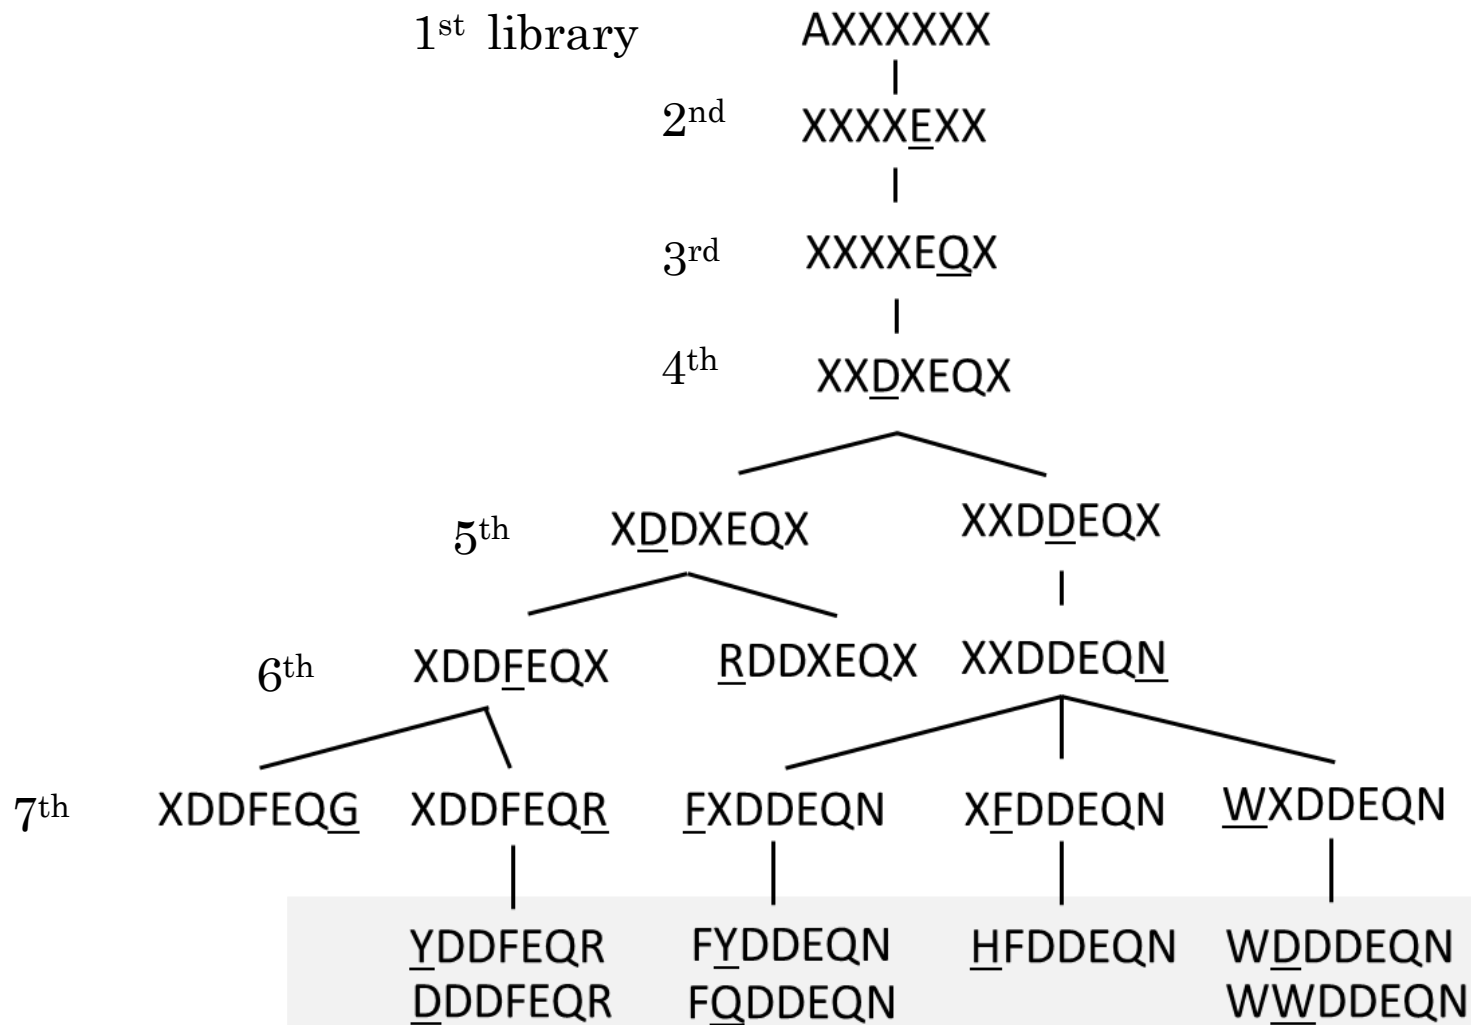 1st library AXXXXXX
2nd XXXXEXX
3rd XXXXEQX
4th XXDXEQX
5th XDDXEQX XXDDEQX
6th XDDFEQX RDDXEQX XXDDEQN
7th XDDFEQG XDDFEQR FXDDEQN XFDDEQN WXDDEQN
YDDFEQR FYDDEQN HFDDEQN WDDDEQN
DDDFEQR FQDDEQN WWDDEQN